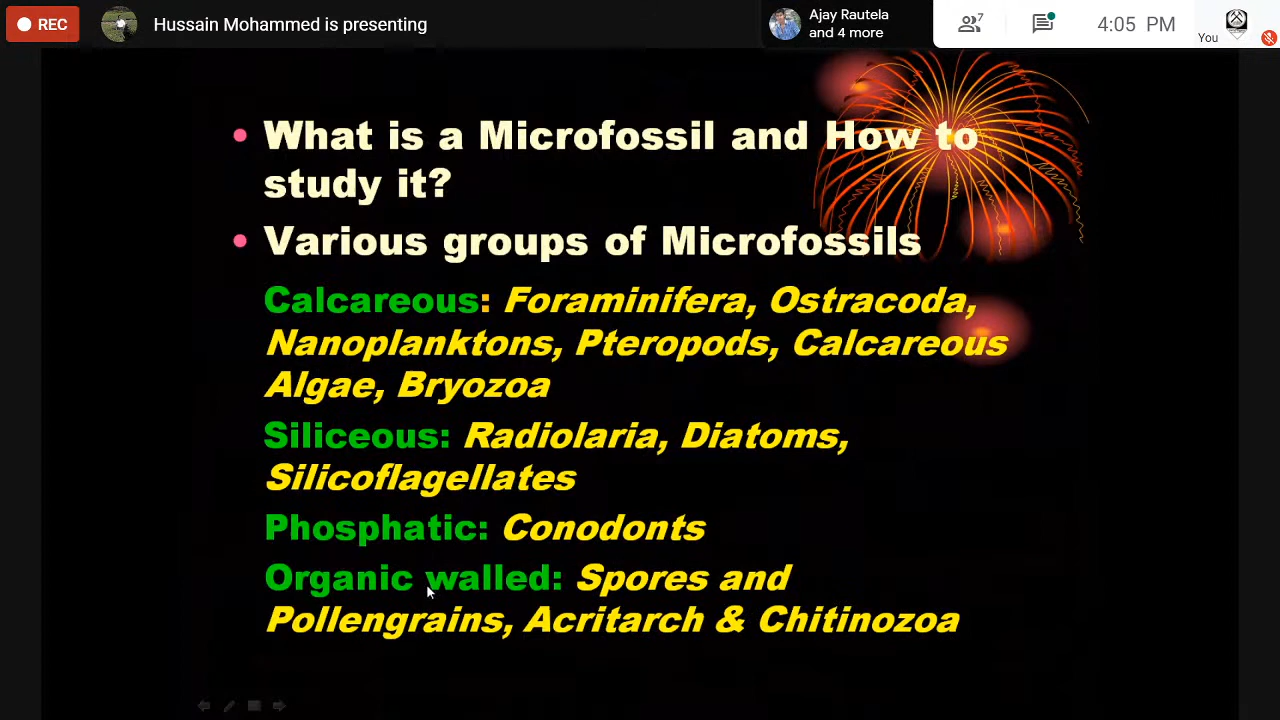 REC
Hussain Mohammed is presenting
Ajay Rautela
and 4 more
7
4:05 PM
You
• What is a Microfossil and How to
study it?
• Various groups of Microfossils
Calcareous: Foraminifera, Ostracoda,
Nanoplanktons, Pteropods, Calcareous
Algae, Bryozoa
Siliceous: Radiolaria, Diatoms,
Silicoflagellates
Phosphatic: Conodonts
Organic walled: Spores and
Pollengrains, Acritarch & Chitinozoa